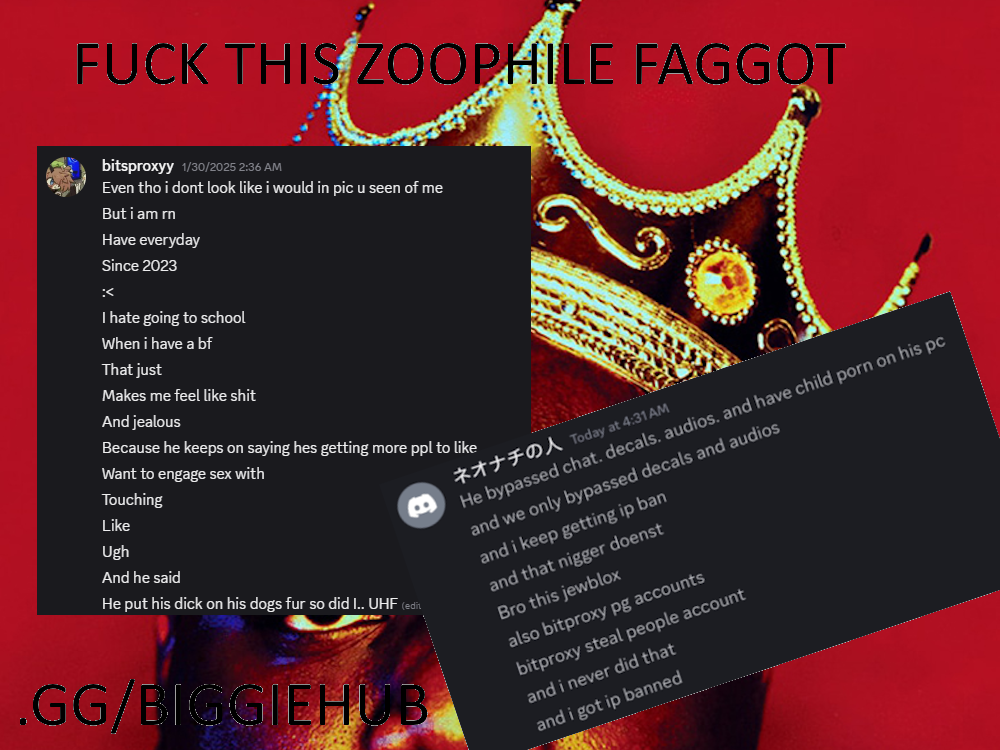 FUCK THIS ZOOPHILE FAGGOT
bitsproxyy 1/30/2025 2:36 AM
Even tho i dont look like i would in pic u seen of me
But i am rn
Have everyday
Since 2023
:<
I hate going to school
When i have a bf
That just
Makes me feel like shit
And jealous
Because he keeps on saying hes getting more ppl to like
Want to engage sex with
Touching
Like
Ugh
And he said
He put his dick on his dogs fur so did I.. UHF
ネオナチの人 Today at 4:31 AM
He bypassed chat. decals. audios. and have child porn on his pc
and we only bypassed decals and audios
and i keep getting ip ban
and that nigger doenst
Bro this jewblox
also bitproxy pg accounts
bitproxy steal people account
and i never did that
and i got ip banned
.GG/BIGGIEHUB